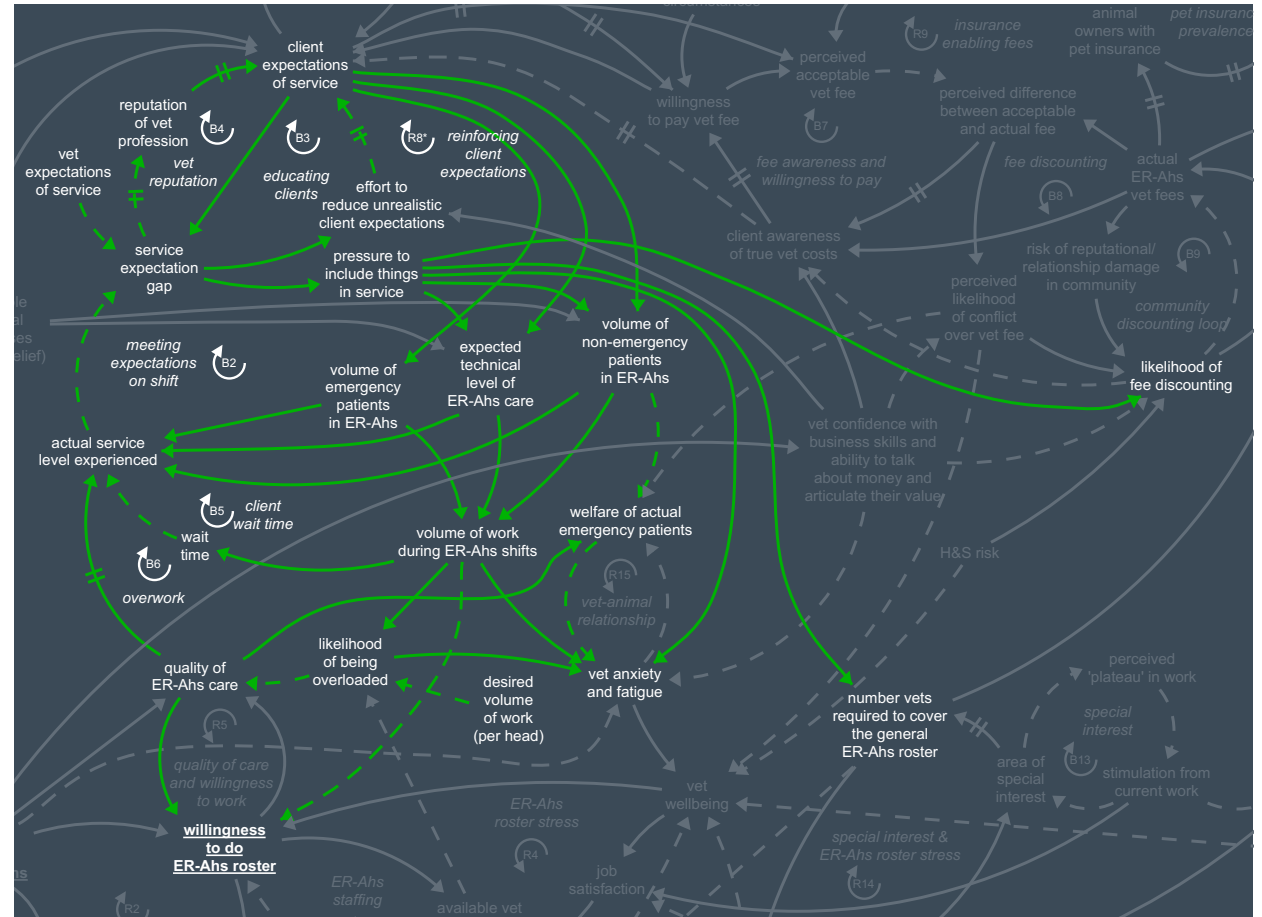 client
expectations
of service
reputation
of vet
profession
B4
B3
R8*
reinforcing
client
expectations
vet
expectations
of service
vet
reputation
educating
clients
effort to
reduce unrealistic
client expectations
service
expectation
gap
pressure to
include things
in service
meeting
expectations
on shift
B2
volume of
emergency
patients
in ER-Ahs
expected
technical
level of
ER-Ahs care
volume of
non-emergency
patients
in ER-Ahs
actual service
level experienced
B5
client
wait time
wait
time
B6
overwork
volume of work
during ER-Ahs shifts
welfare of actual
emergency patients
R15
vet-animal
relationship
quality of
ER-Ahs care
likelihood
of being
overloaded
desired
volume
of work
(per head)
vet anxiety
and fatigue
number vets
required to cover
the general
ER-Ahs roster
R5
quality of care
and willingness
to work
willingness
to do
ER-Ahs roster
R2
ER-Ahs
staffing
available vet
ER-Ahs
roster stress
R4
vet
wellbeing
job
satisfaction
special interest &
ER-Ahs roster stress
R14
area of
special
interest
B13
special
interest
perceived
'plateau' in work
stimulation from
current work
H&S risk
vet confidence with
business skills and
ability to talk
about money and
articulate their value
likelihood of
fee discounting
community
discounting loop
B9
risk of reputational/
relationship damage
in community
perceived
likelihood
of conflict
over vet fee
client awareness
of true vet costs
fee awareness and
willingness to pay
B7
fee discounting
B8
actual
ER-Ahs
vet fees
perceived difference
between acceptable
and actual fee
willingness
to pay vet fee
perceived
acceptable
vet fee
R9
insurance
enabling fees
animal
owners with
pet insurance
pet insuranc
prevalence
le
al
ses
elief)